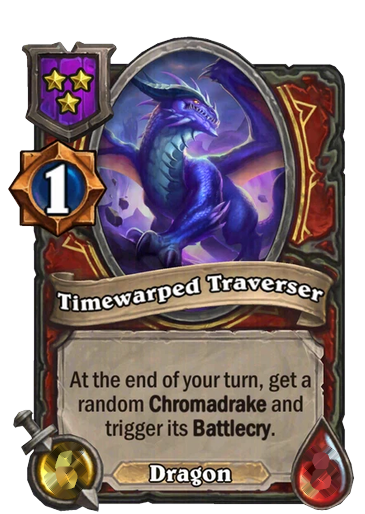 1
Timewarped Traverser
At the end of your turn, get a
random Chromadrake and
trigger its Battlecry.
Dragon